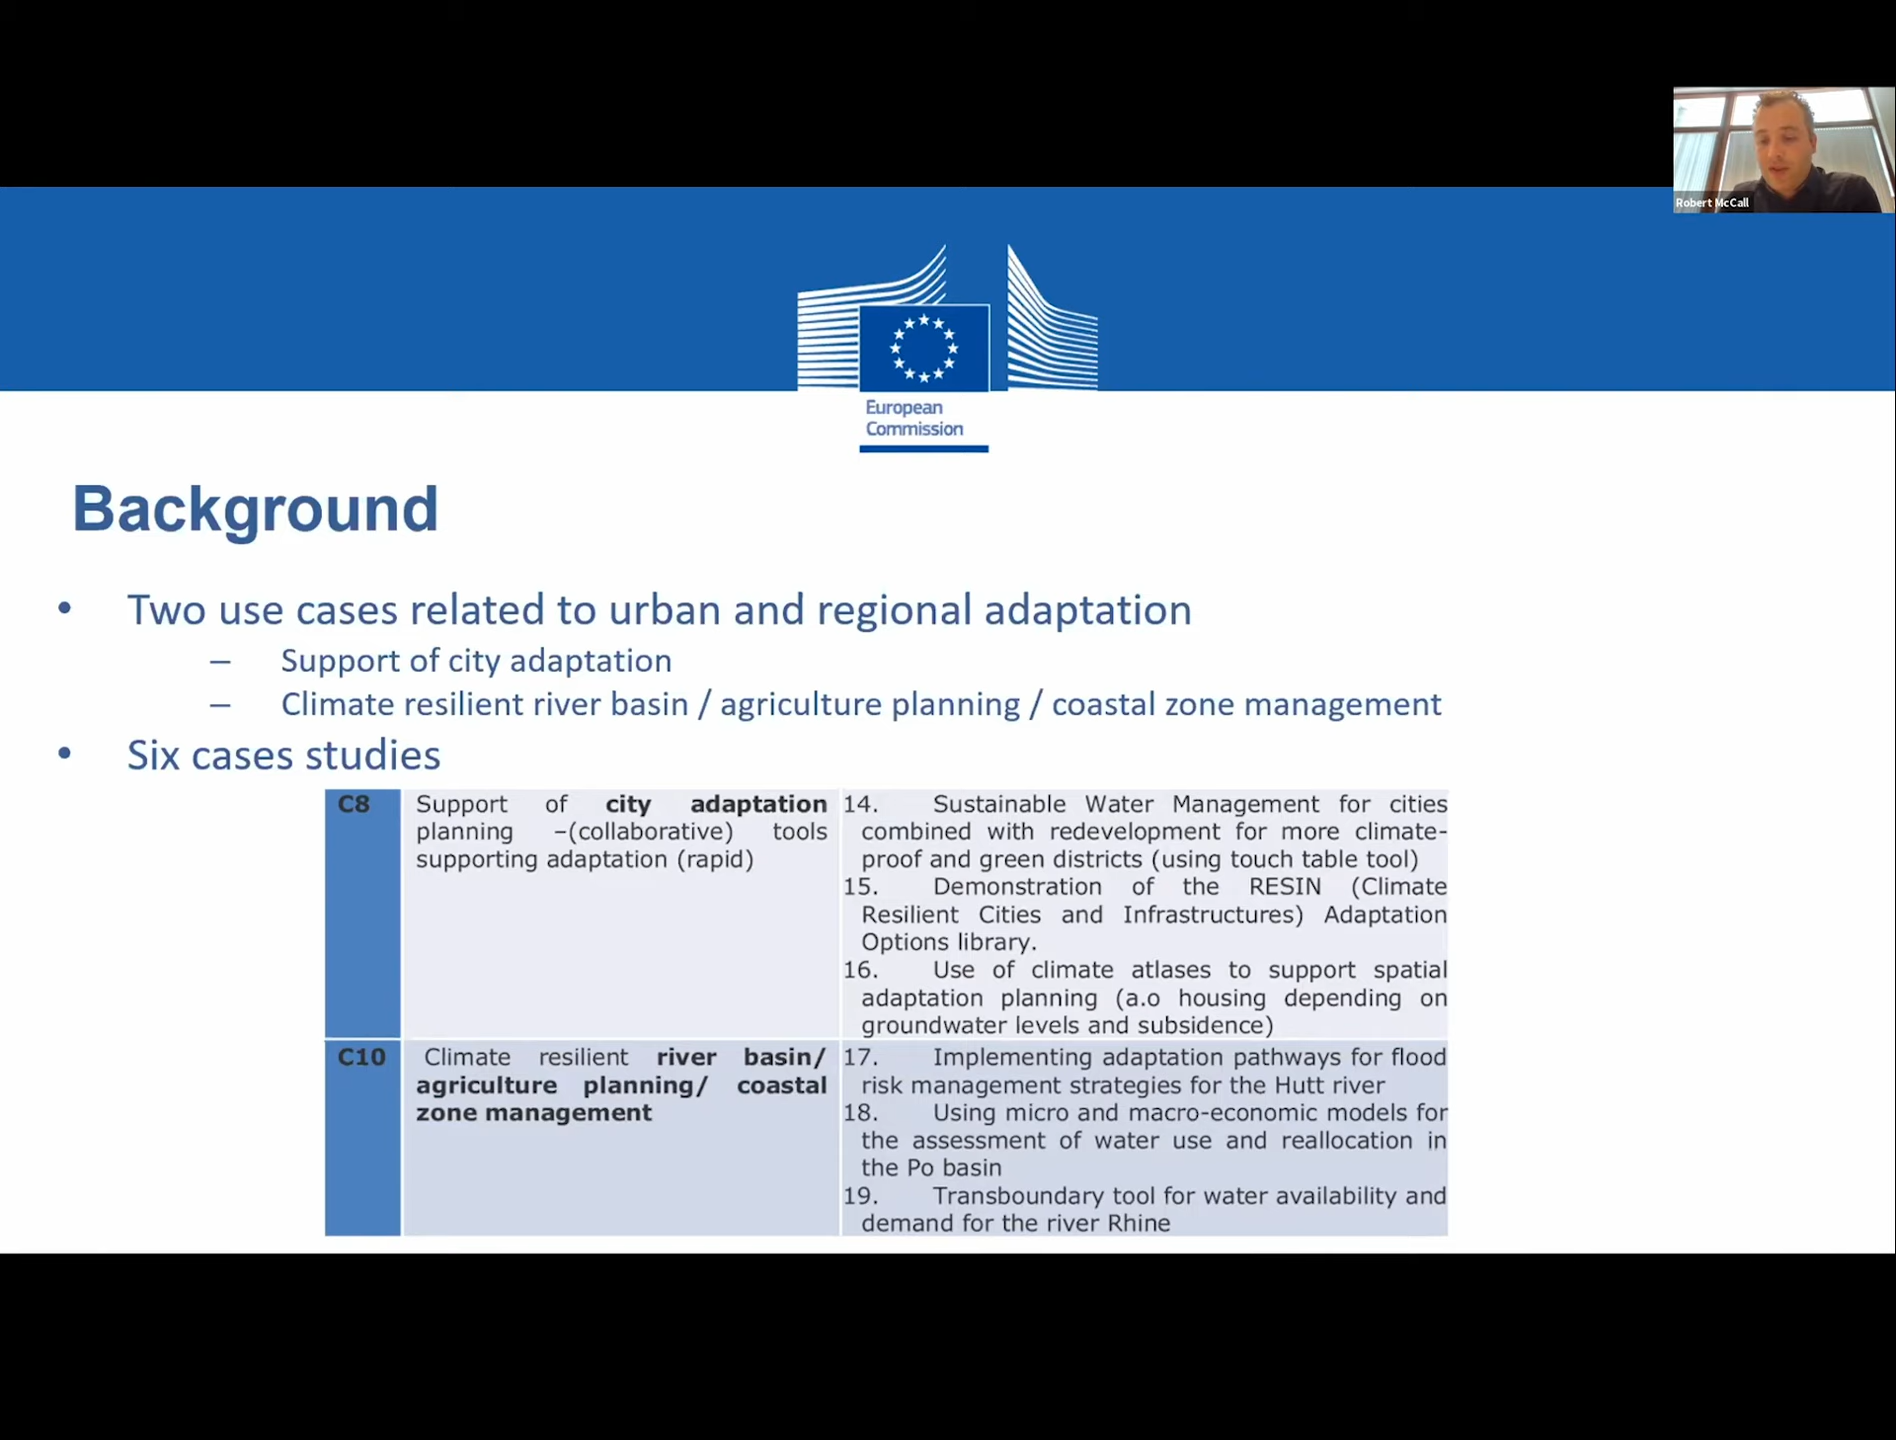 Robert McCall
European
Commission
Background
• Two use cases related to urban and regional adaptation
– Support of city adaptation
– Climate resilient river basin / agriculture planning / coastal zone management
• Six cases studies
C8
Support of city adaptation
planning –(collaborative) tools
supporting adaptation (rapid)
14. Sustainable Water Management for cities
combined with redevelopment for more climate-
proof and green districts (using touch table tool)
15. Demonstration of the RESIN (Climate
Resilient Cities and Infrastructures) Adaptation
Options library.
16. Use of climate atlases to support spatial
adaptation planning (a.o housing depending on
groundwater levels and subsidence)
C10
Climate resilient river basin/
agriculture planning/ coastal
zone management
17. Implementing adaptation pathways for flood
risk management strategies for the Hutt river
18. Using micro and macro-economic models for
the assessment of water use and reallocation in
the Po basin
19. Transboundary tool for water availability and
demand for the river Rhine